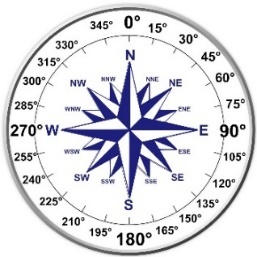 0°
345° 15°
330° 30°
315° 45°
300° 60°
285° 75°
270° 90°
255° 105°
240° 120°
225° 135°
210° 150°
195° 165°
180°
N
NNW NNE
NW NE
WNW ENE
W E
WSW ESE
SW SE
SSW SSE
S